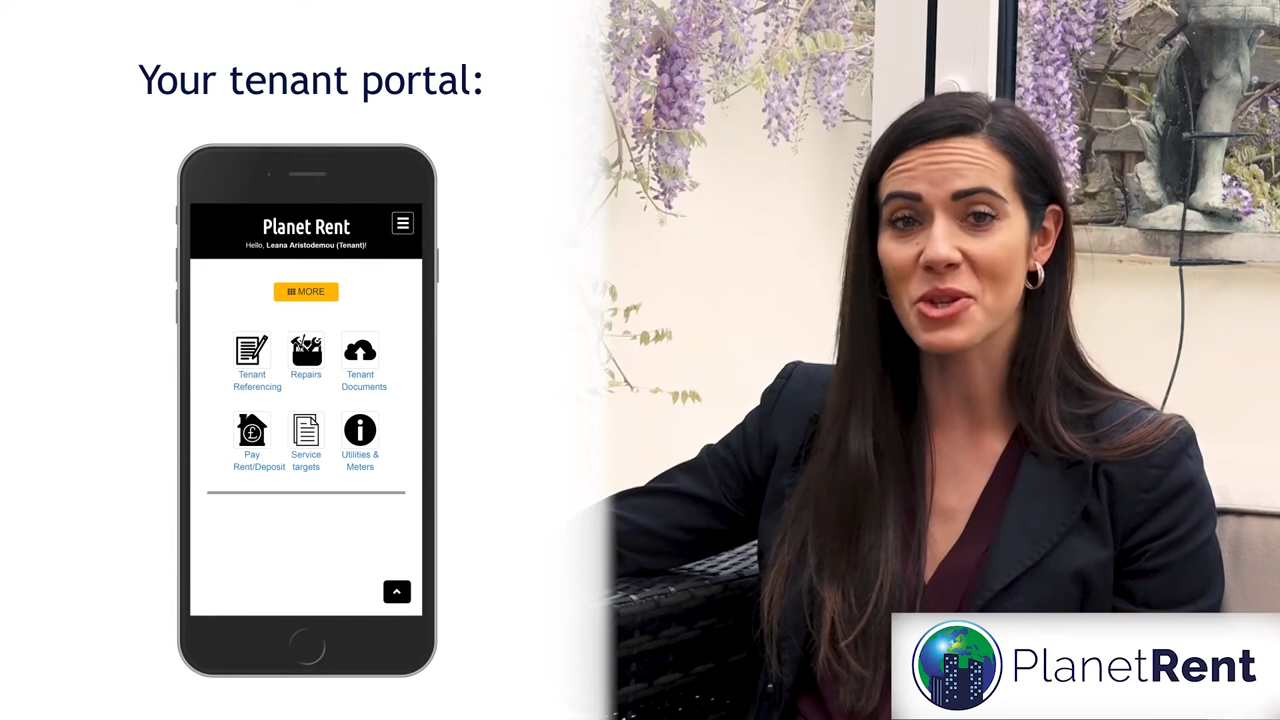 Your tenant portal:
Planet Rent
Hello, Leana Aristodemou (Tenant)!
MORE
Tenant Referencing
Repairs
Tenant Documents
Pay Rent/Deposit
Service targets
Utilities & Meters
PlanetRent